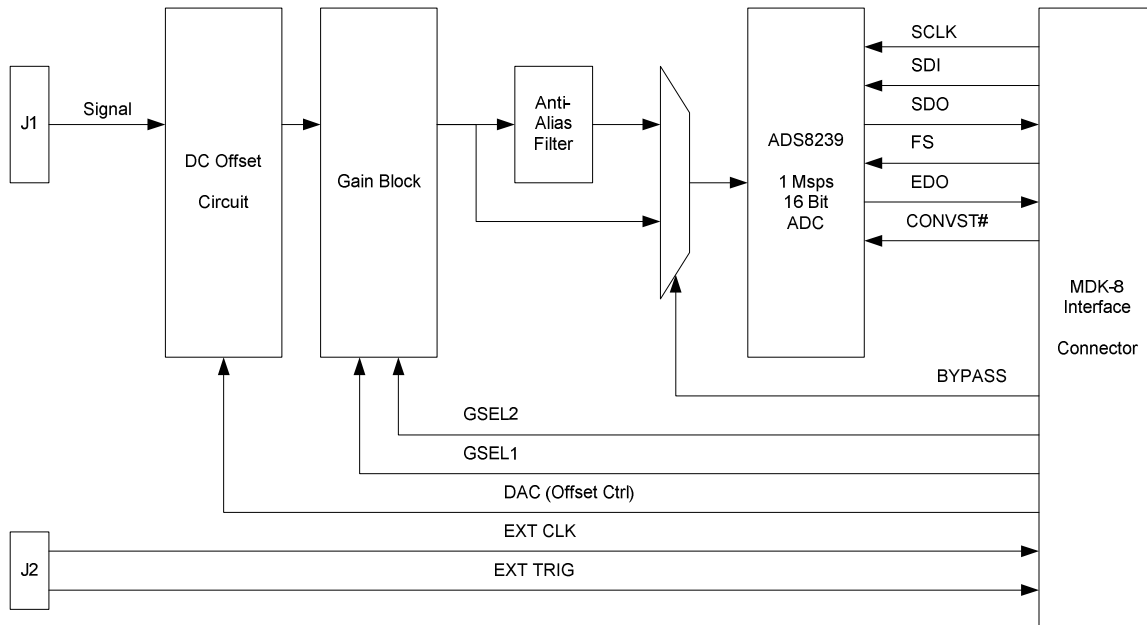 J1
Signal
DC Offset
Circuit
Gain Block
Anti-
Alias
Filter
ADS8239
1 Msps
16 Bit
ADC
SCLK
SDI
SDO
FS
EDO
CONVST#
MDK-8
Interface
Connector
BYPASS
GSEL2
GSEL1
DAC (Offset Ctrl)
EXT CLK
J2
EXT TRIG